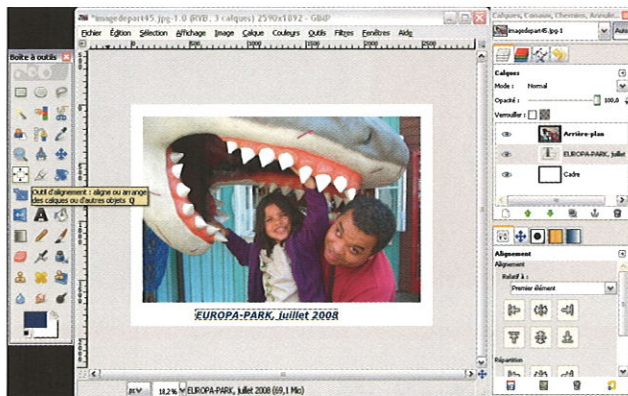 *imagedepart45.jpg-1.0 (RVB, 3 calques) 2590x1892 - GIMP
Fichier Édition Sélection Affichage Image Calque Couleurs Outils Filtres Fenêtres Aide
Boîte à outils
Outil d'alignement : aligne ou arrange
des calques ou d'autres objets Q
EUROPA-PARK, juillet 2008
18,2% EUROPA-PARK, juillet 2008 (69,1 Mio)
Calques, Canaux, Chemins, Annule...
imagedepart45.jpg-1
Auto
Calques
Mode : Normal
Opacité : 100,0
Verrouiller :
Arrière-plan
EUROPA-PARK, juillet
Cadre
Alignement
Alignement
Relatif à :
Premier élément
Répartition